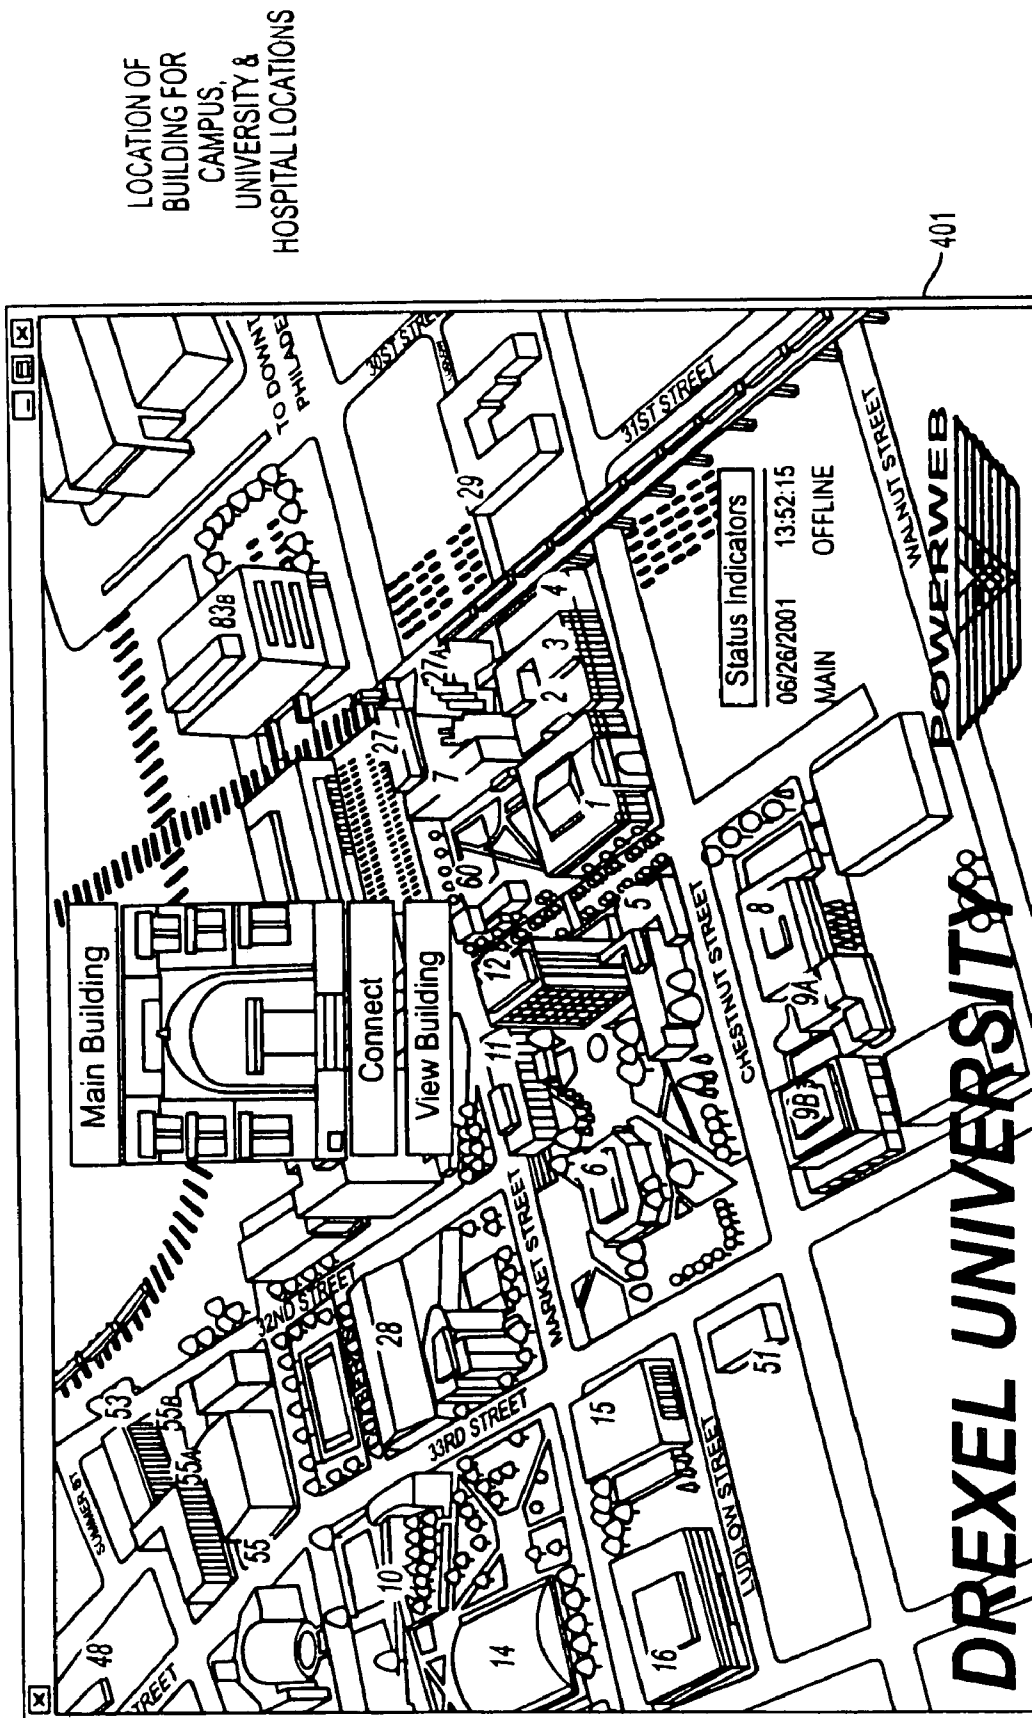 LOCATION OF
BUILDING FOR
CAMPUS,
UNIVERSITY &
HOSPITAL LOCATIONS
401
TO DOWNT
PHILADE
30ST STRE
31ST STREET
WALNUT STREET
83B
29
4
3
2
1
27A
27
7
60
5
12
11
6
8
9A
9B
Status Indicators
06/26/2001 13:52:15
MAIN OFFLINE
POWERWEB
Main Building
Connect
View Building
CHESTNUT STREET
MARKET STREET
32ND STREET
33RD STREET
LUDLOW STREET
SUMMER ST
STREET
53
55B
55A
55
48
28
10
14
15
16
51
DREXEL UNIVERSITY